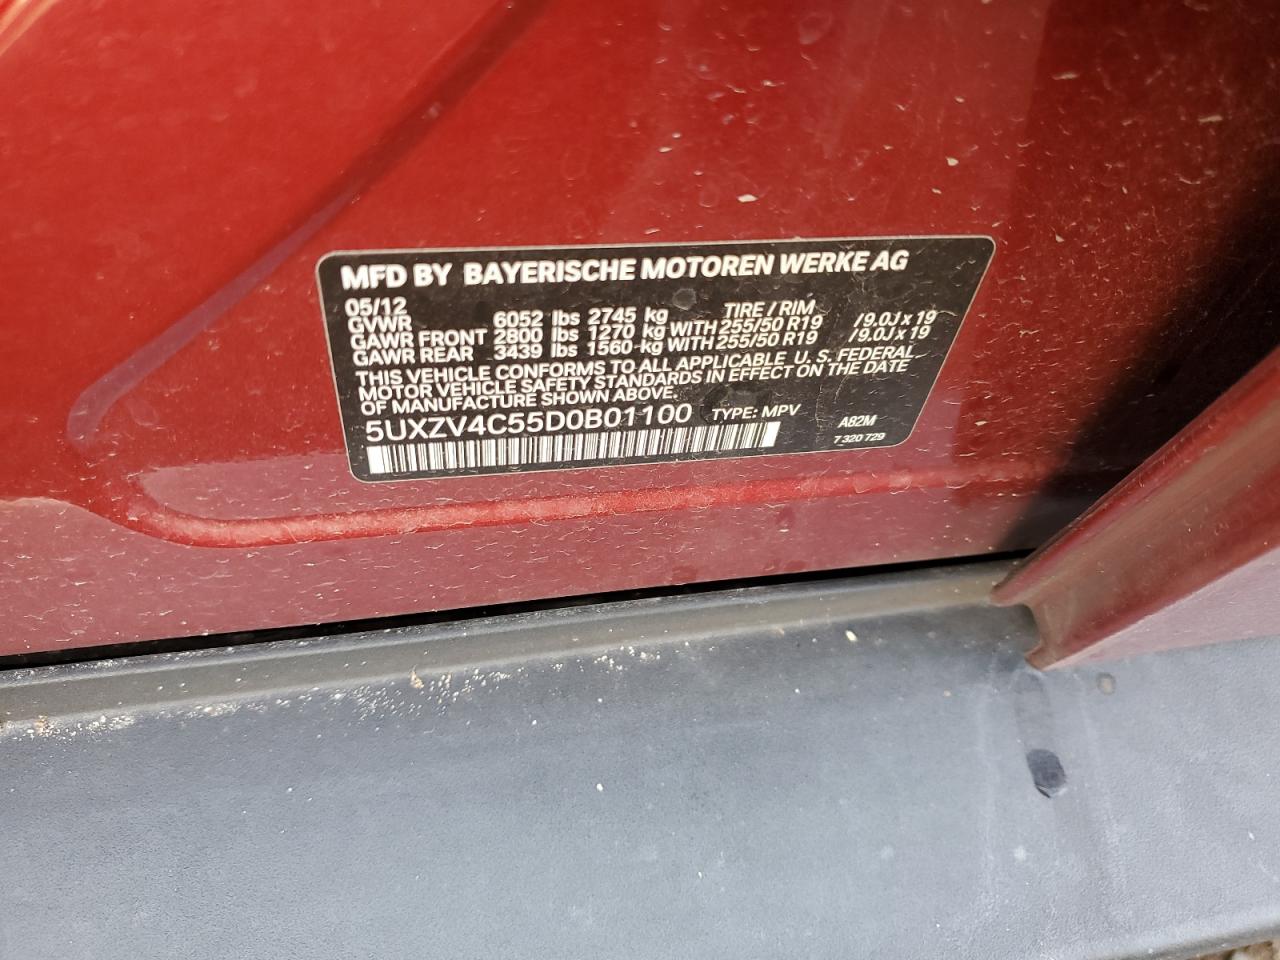 MFD BY BAYERISCHE MOTOREN WERKE AG
05/12 TIRE / RIM
GVWR 6052 lbs 2745 kg
GAWR FRONT 2800 lbs 1270 kg WITH 255/50 R19 /9.0J x 19
GAWR REAR 3439 lbs 1560 kg WITH 255/50 R19 /9.0J x 19
THIS VEHICLE CONFORMS TO ALL APPLICABLE U. S. FEDERAL
MOTOR VEHICLE SAFETY STANDARDS IN EFFECT ON THE DATE
OF MANUFACTURE SHOWN ABOVE.
5UXZV4C55D0B01100 TYPE: MPV A82M
7 320 729